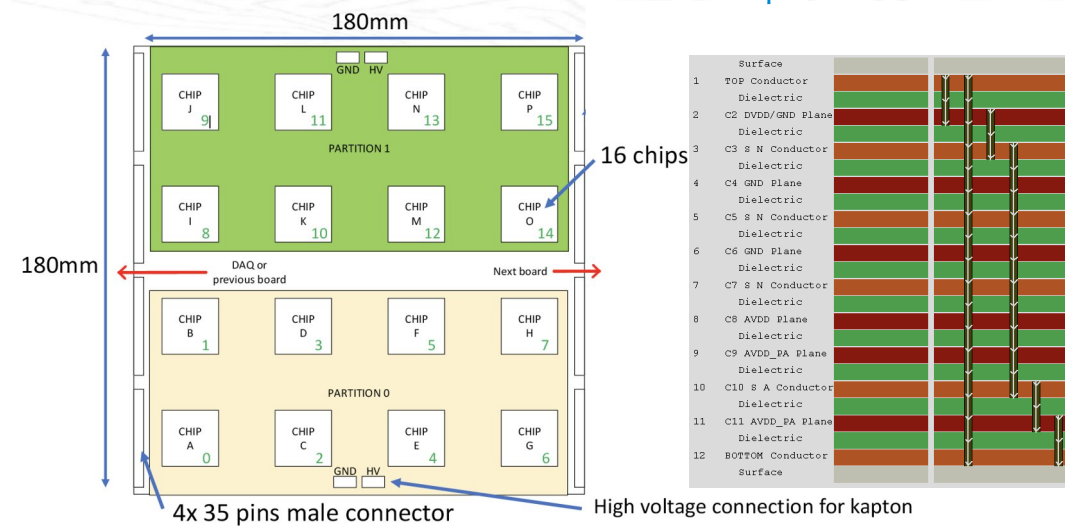 180mm
GND HV
CHIP J 9
CHIP L 11
CHIP N 13
CHIP P 15
PARTITION 1
16 chips
CHIP I 8
CHIP K 10
CHIP M 12
CHIP O 14
180mm
DAQ or
previous board
Next board
CHIP B 1
CHIP D 3
CHIP F 5
CHIP H 7
PARTITION 0
CHIP A 0
CHIP C 2
CHIP E 4
CHIP G 6
GND HV
4x 35 pins male connector
High voltage connection for kapton
Surface
1 TOP Conductor
Dielectric
2 C2 DVDD/GND Plane
Dielectric
3 C3 S N Conductor
Dielectric
4 C4 GND Plane
Dielectric
5 C5 S N Conductor
Dielectric
6 C6 GND Plane
Dielectric
7 C7 S N Conductor
Dielectric
8 C8 AVDD Plane
Dielectric
9 C9 AVDD_PA Plane
Dielectric
10 C10 S A Conductor
Dielectric
11 C11 AVDD_PA Plane
Dielectric
12 BOTTOM Conductor
Surface